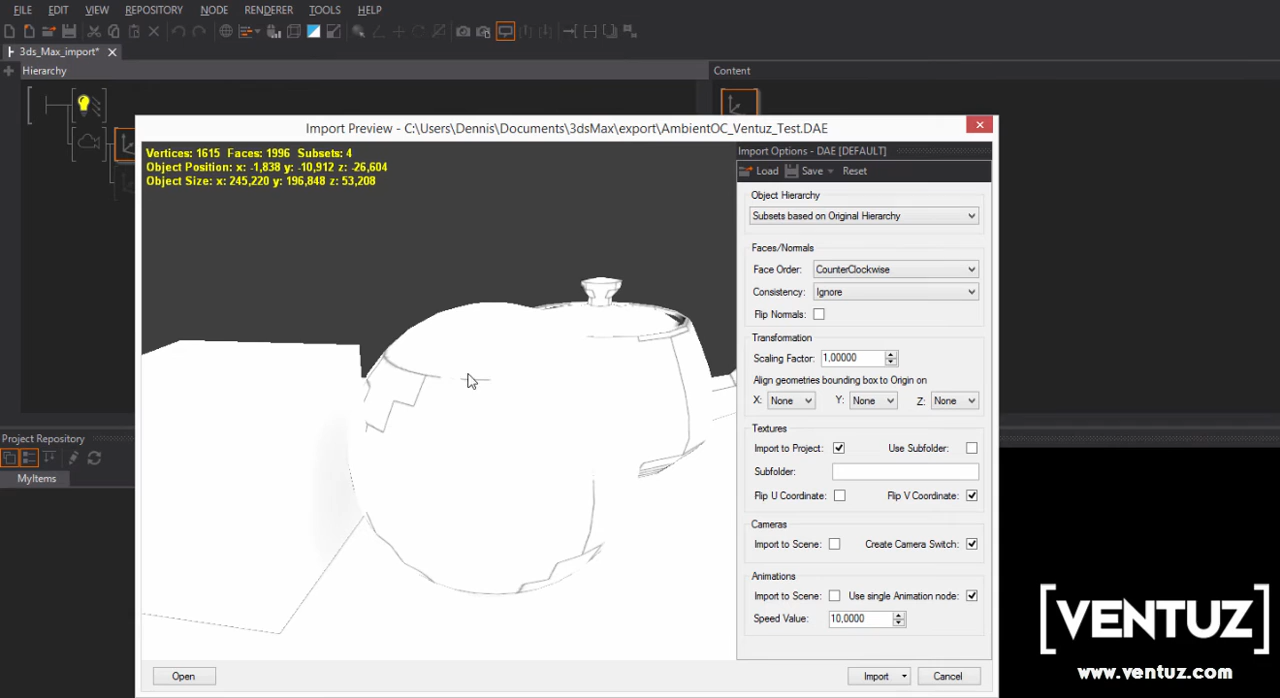 FILE EDIT VIEW REPOSITORY NODE RENDERER TOOLS HELP
3ds_Max_import*
Hierarchy
Content
Import Preview - C:\Users\Dennis\Documents\3dsMax\export\AmbientOC_Ventuz_Test.DAE
Vertices: 1615 Faces: 1996 Subsets: 4
Object Position: x: -1,838 y: -10,912 z: -26,604
Object Size: x: 245,220 y: 196,848 z: 53,208
Import Options - DAE [DEFAULT]
Load Save Reset
Object Hierarchy
Subsets based on Original Hierarchy
Faces/Normals
Face Order: CounterClockwise
Consistency: Ignore
Flip Normals:
Transformation
Scaling Factor: 1,00000
Align geometries bounding box to Origin on
X: None Y: None Z: None
Textures
Import to Project: Use Subfolder:
Subfolder:
Flip U Coordinate: Flip V Coordinate:
Cameras
Import to Scene: Create Camera Switch:
Animations
Import to Scene: Use single Animation node:
Speed Value: 10,0000
Open
Import
Cancel
Project Repository
MyItems
[VENTUZ]
www.ventuz.com